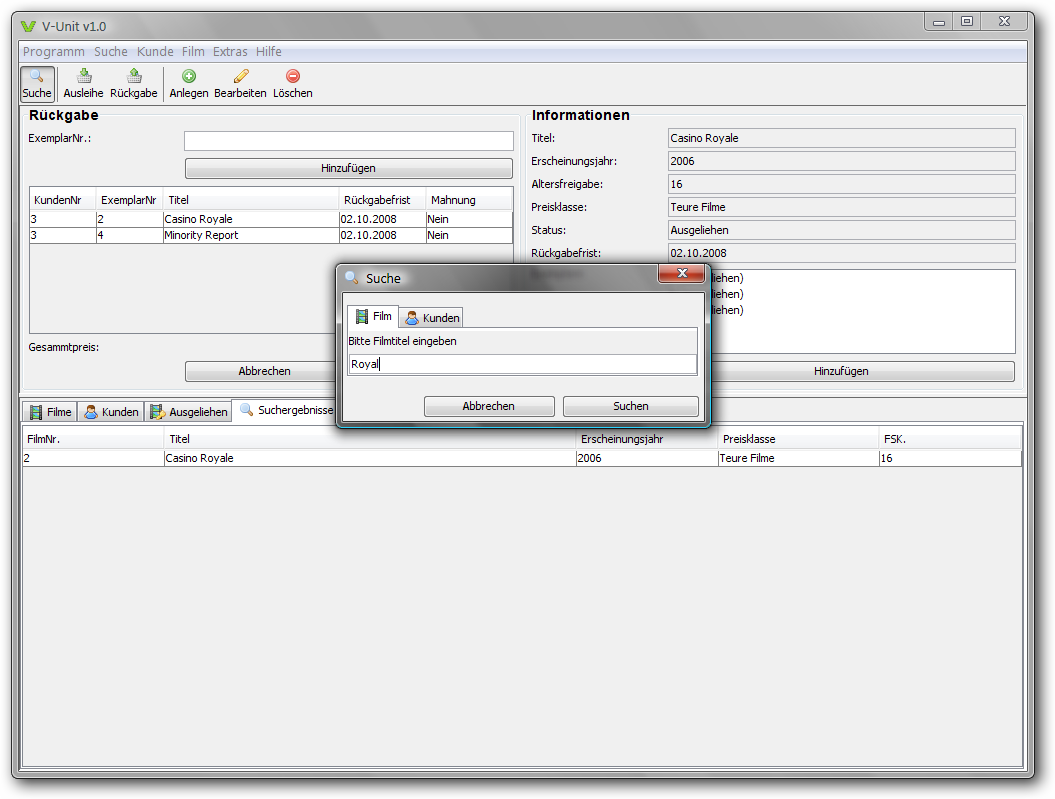 V-Unit v1.0
Programm Suche Kunde Film Extras Hilfe
Suche Ausleihe Rückgabe Anlegen Bearbeiten Löschen
Rückgabe
ExemplarNr.:
Hinzufügen
KundenNr ExemplarNr Titel Rückgabefrist Mahnung
3 2 Casino Royale 02.10.2008 Nein
3 4 Minority Report 02.10.2008 Nein
Gesammtpreis:
Abbrechen
Informationen
Titel: Casino Royale
Erscheinungsjahr: 2006
Altersfreigabe: 16
Preisklasse: Teure Filme
Status: Ausgeliehen
Rückgabefrist: 02.10.2008
Hinzufügen
Suche
Film Kunden
Bitte Filmtitel eingeben
Royal
Abbrechen Suchen
Filme Kunden Ausgeliehen Suchergebnisse
FilmNr. Titel Erscheinungsjahr Preisklasse FSK.
2 Casino Royale 2006 Teure Filme 16